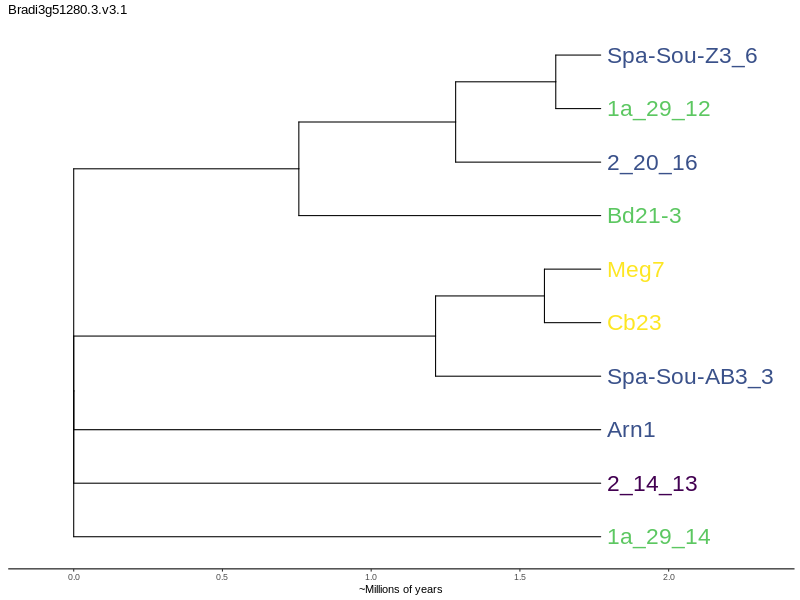 Bradi3g51280.3.v3.1
Spa-Sou-Z3_6
1a_29_12
2_20_16
Bd21-3
Meg7
Cb23
Spa-Sou-AB3_3
Arn1
2_14_13
1a_29_14
0.0 0.5 1.0 1.5 2.0
~Millions of years